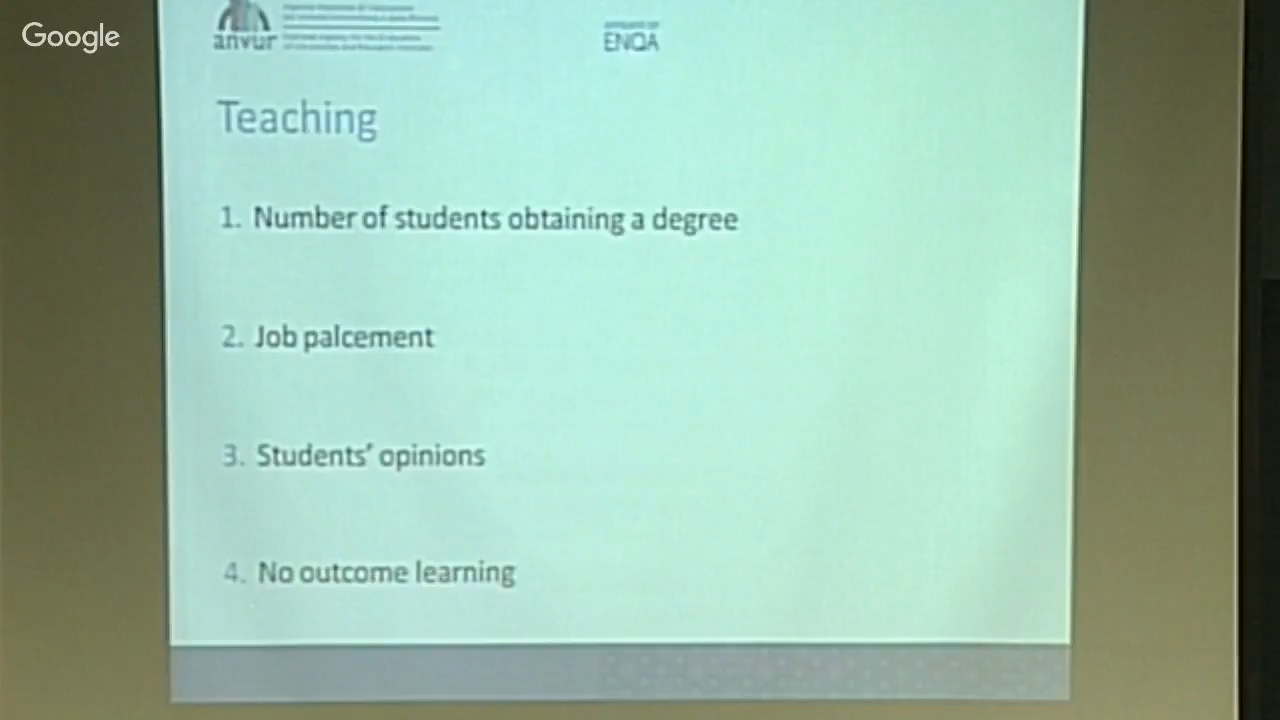 Google
anvur
ENQA
Teaching
1. Number of students obtaining a degree
2. Job palcement
3. Students’ opinions
4. No outcome learning